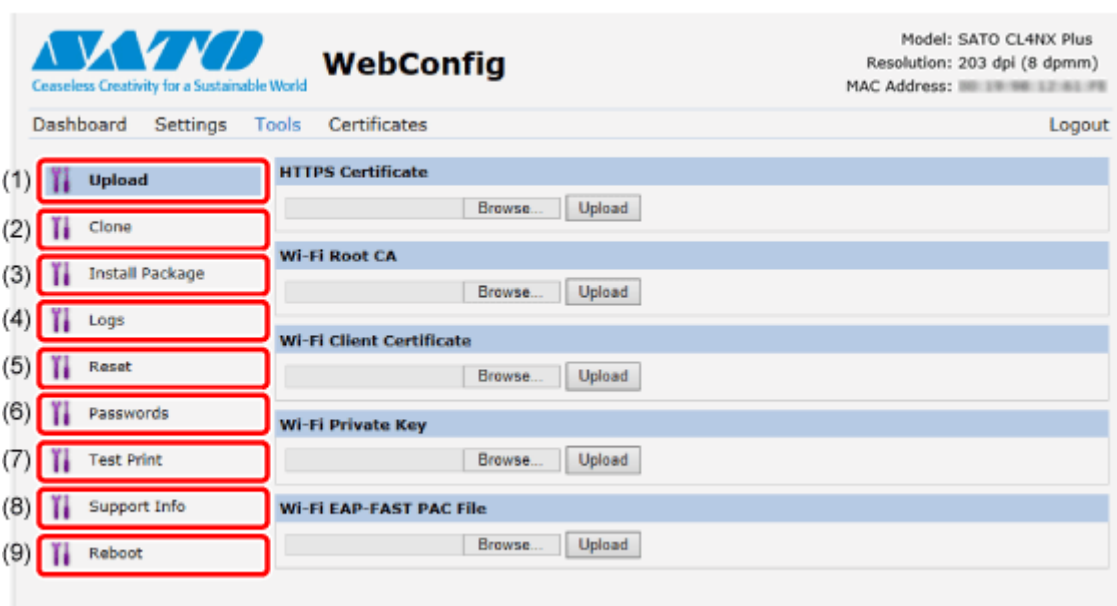 SATO
Ceaseless Creativity for a Sustainable World
WebConfig
Model: SATO CL4NX Plus
Resolution: 203 dpi (8 dpmm)
MAC Address:
Dashboard Settings Tools Certificates Logout
(1) Upload
(2) Clone
(3) Install Package
(4) Logs
(5) Reset
(6) Passwords
(7) Test Print
(8) Support Info
(9) Reboot
HTTPS Certificate
Browse... Upload
Wi-Fi Root CA
Browse... Upload
Wi-Fi Client Certificate
Browse... Upload
Wi-Fi Private Key
Browse... Upload
Wi-Fi EAP-FAST PAC File
Browse... Upload